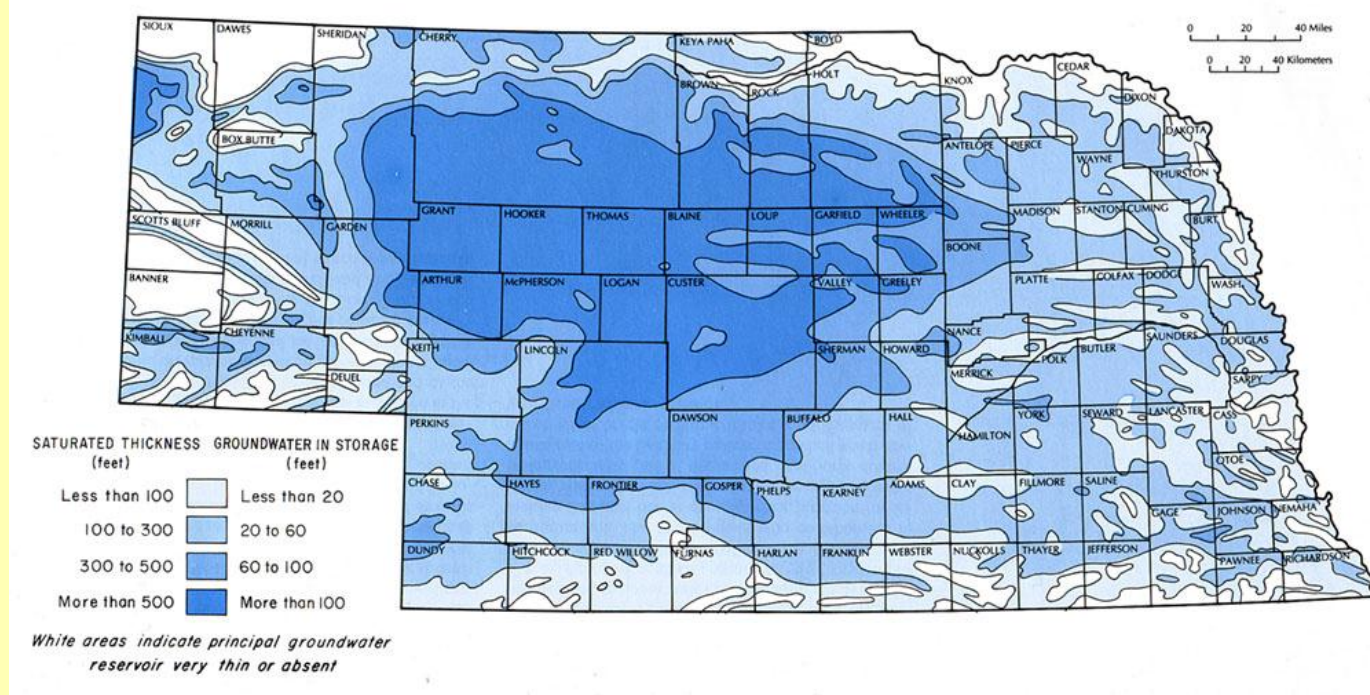 SIOUX
DAWES
SHERIDAN
CHERRY
KEYA PAHA
BOYD
0 20 40 Miles
0 20 40 Kilometers
BROWN
ROCK
HOLT
KNOX
CEDAR
DIXON
DAKOTA
BOX BUTTE
ANTELOPE
PIERCE
WAYNE
THURSTON
SCOTTS BLUFF
MORRILL
GARDEN
GRANT
HOOKER
THOMAS
BLAINE
LOUP
GARFIELD
WHEELER
MADISON
STANTON
CUMING
BURT
BOONE
BANNER
ARTHUR
McPHERSON
LOGAN
CUSTER
VALLEY
GREELEY
PLATTE
COLFAX
DODGE
WASH.
KIMBALL
CHEYENNE
KEITH
LINCOLN
SHERMAN
HOWARD
NANCE
MERRICK
POLK
BUTLER
SAUNDERS
DOUGLAS
SARPY
DEUEL
PERKINS
DAWSON
BUFFALO
HALL
HAMILTON
YORK
SEWARD
LANCASTER
CASS
OTOE
CHASE
HAYES
FRONTIER
GOSPER
PHELPS
KEARNEY
ADAMS
CLAY
FILLMORE
SALINE
GAGE
JOHNSON
NEMAHA
DUNDY
HITCHCOCK
RED WILLOW
FURNAS
HARLAN
FRANKLIN
WEBSTER
NUCKOLLS
THAYER
JEFFERSON
PAWNEE
RICHARDSON
SATURATED THICKNESS GROUNDWATER IN STORAGE
(feet) (feet)
Less than 100 Less than 20
100 to 300 20 to 60
300 to 500 60 to 100
More than 500 More than 100
White areas indicate principal groundwater
reservoir very thin or absent